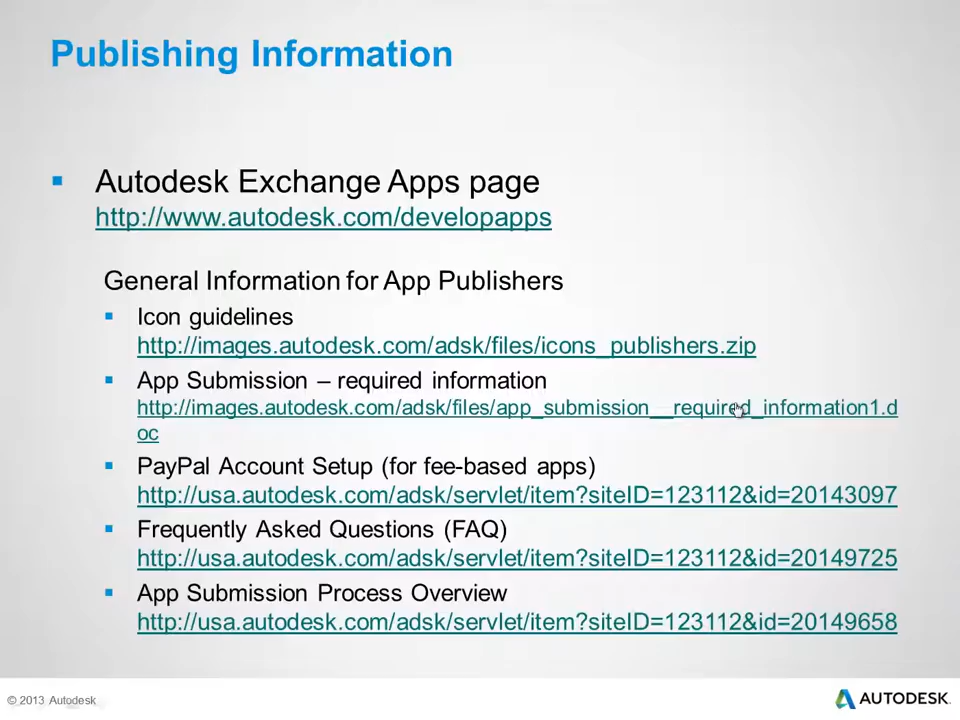 Publishing Information
Autodesk Exchange Apps page
http://www.autodesk.com/developapps
General Information for App Publishers
Icon guidelines
http://images.autodesk.com/adsk/files/icons_publishers.zip
App Submission – required information
http://images.autodesk.com/adsk/files/app_submission__required_information1.d
oc
PayPal Account Setup (for fee-based apps)
http://usa.autodesk.com/adsk/servlet/item?siteID=123112&id=20143097
Frequently Asked Questions (FAQ)
http://usa.autodesk.com/adsk/servlet/item?siteID=123112&id=20149725
App Submission Process Overview
http://usa.autodesk.com/adsk/servlet/item?siteID=123112&id=20149658
© 2013 Autodesk
AUTODESK.